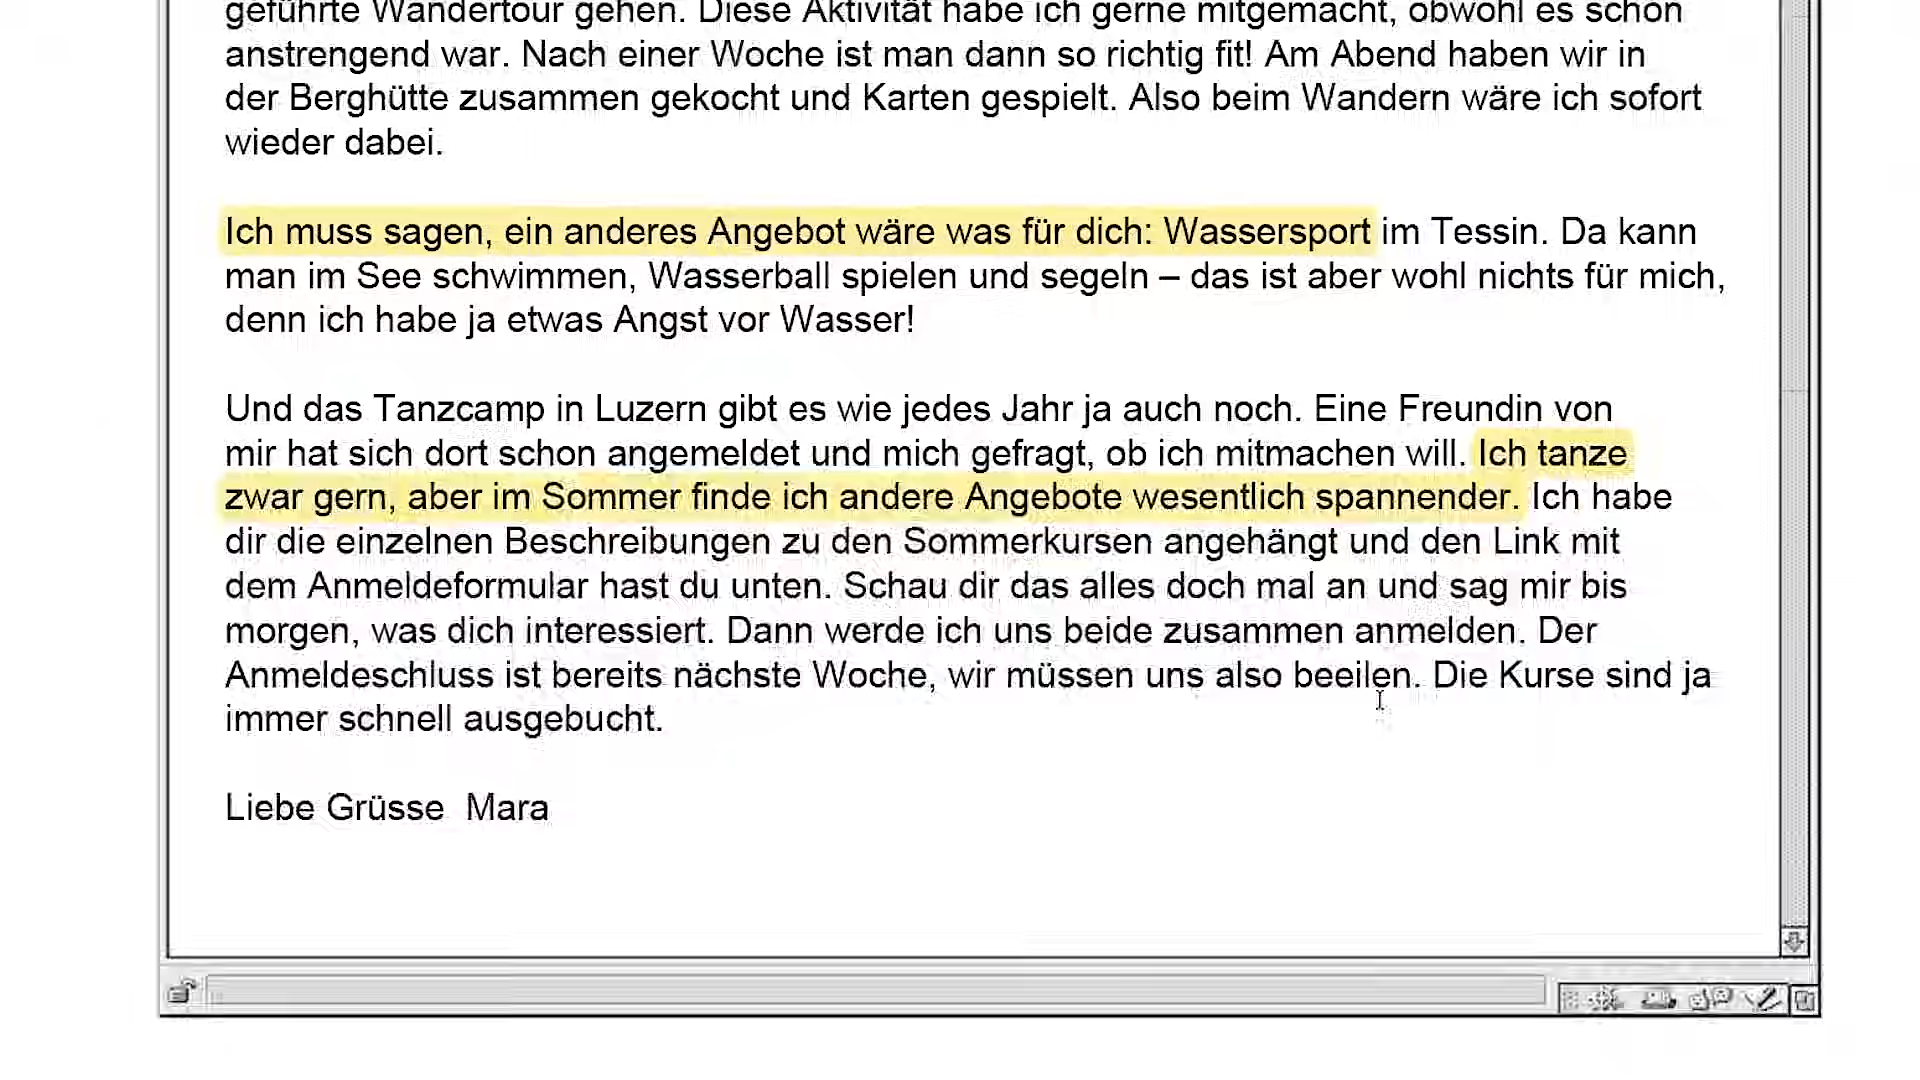 geführte Wandertour gehen. Diese Aktivität habe ich gerne mitgemacht, obwohl es schon
anstrengend war. Nach einer Woche ist man dann so richtig fit! Am Abend haben wir in
der Berghütte zusammen gekocht und Karten gespielt. Also beim Wandern wäre ich sofort
wieder dabei.
Ich muss sagen, ein anderes Angebot wäre was für dich: Wassersport im Tessin. Da kann
man im See schwimmen, Wasserball spielen und segeln – das ist aber wohl nichts für mich,
denn ich habe ja etwas Angst vor Wasser!
Und das Tanzcamp in Luzern gibt es wie jedes Jahr ja auch noch. Eine Freundin von
mir hat sich dort schon angemeldet und mich gefragt, ob ich mitmachen will. Ich tanze
zwar gern, aber im Sommer finde ich andere Angebote wesentlich spannender. Ich habe
dir die einzelnen Beschreibungen zu den Sommerkursen angehängt und den Link mit
dem Anmeldeformular hast du unten. Schau dir das alles doch mal an und sag mir bis
morgen, was dich interessiert. Dann werde ich uns beide zusammen anmelden. Der
Anmeldeschluss ist bereits nächste Woche, wir müssen uns also beeilen. Die Kurse sind ja
immer schnell ausgebucht.
Liebe Grüsse  Mara